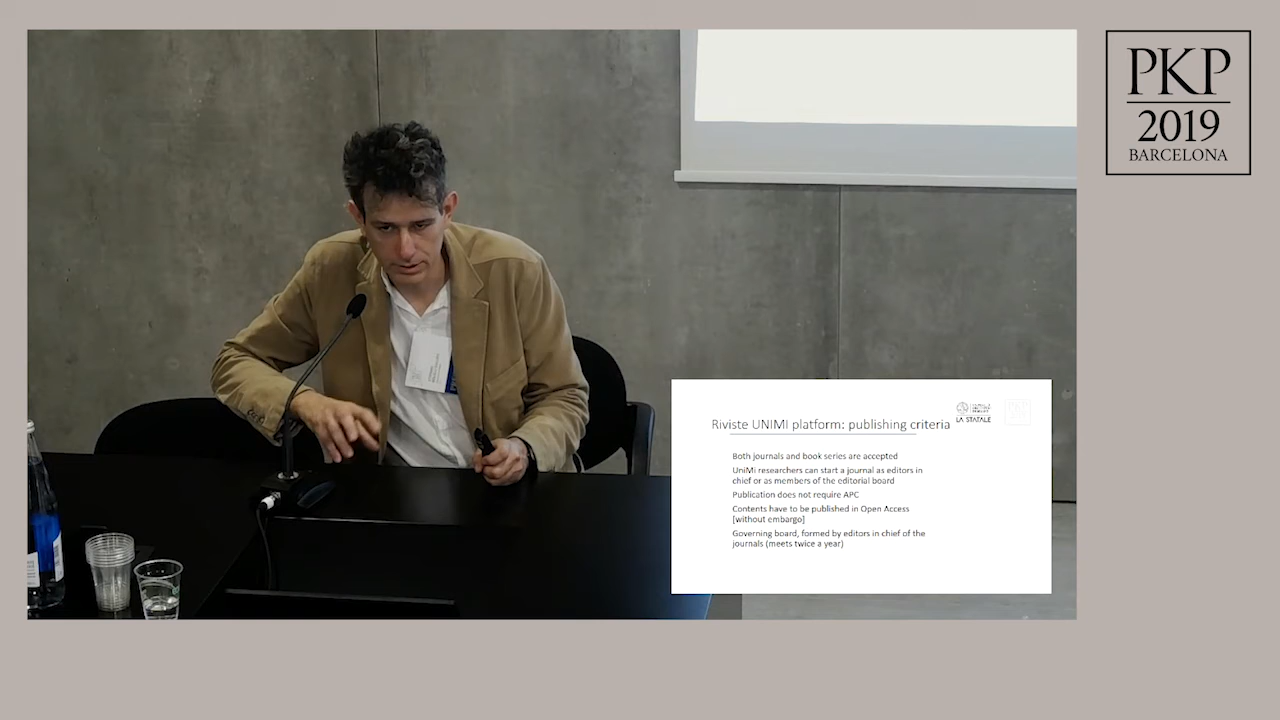 PKP
2019
BARCELONA
Riviste UNIMI platform: publishing criteria
LA STATALE
Both journals and book series are accepted
UniMi researchers can start a journal as editors in
chief or as members of the editorial board
Publication does not require APC
Contents have to be published in Open Access
[without embargo]
Governing board, formed by editors in chief of the
journals (meets twice a year)